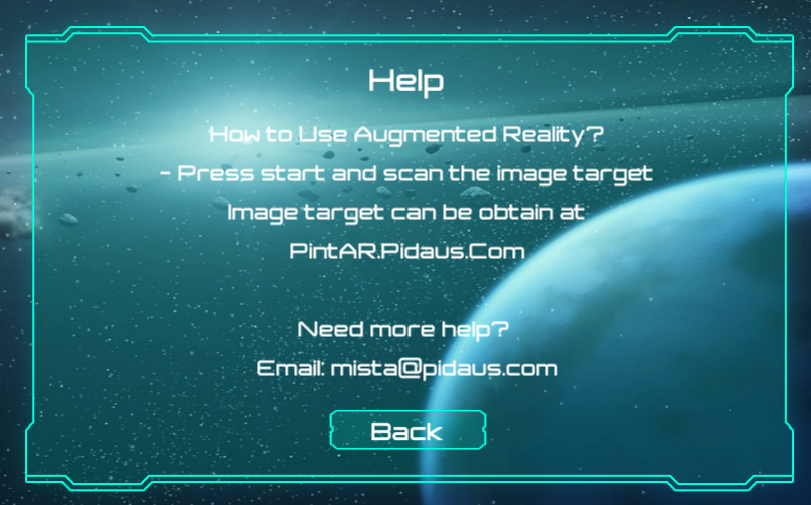 Help
How to Use Augmented Reality?
- Press start and scan the image target
Image target can be obtain at
PintAR.Pidaus.Com
Need more help?
Email: mista@pidaus.com
Back